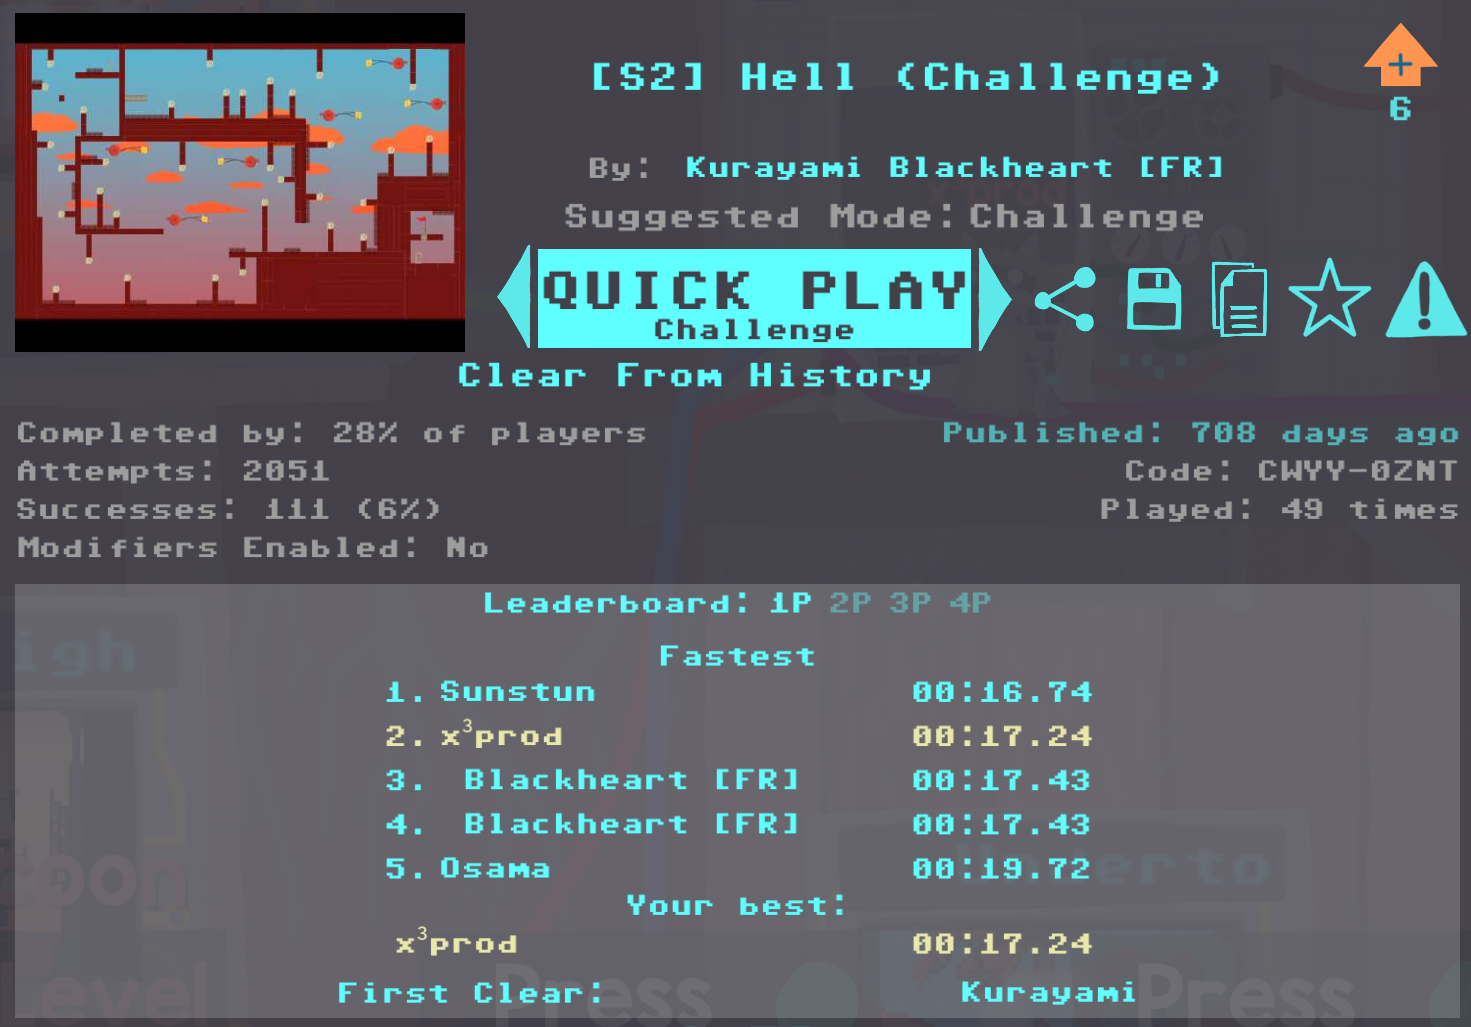 [S2] Hell (Challenge)
6
By: Kurayami Blackheart [FR]
Suggested Mode: Challenge
QUICK PLAY
Challenge
Clear From History
Completed by: 28% of players
Published: 708 days ago
Attempts: 2051
Code: CWYY-0ZNT
Successes: 111 (6%)
Played: 49 times
Modifiers Enabled: No
Leaderboard: 1P 2P 3P 4P
Fastest
1. Sunstun 00:16.74
2. x³prod 00:17.24
3. Blackheart [FR] 00:17.43
4. Blackheart [FR] 00:17.43
5. Osama 00:19.72
Your best:
x³prod 00:17.24
First Clear: Kurayami
Level
Press
Press